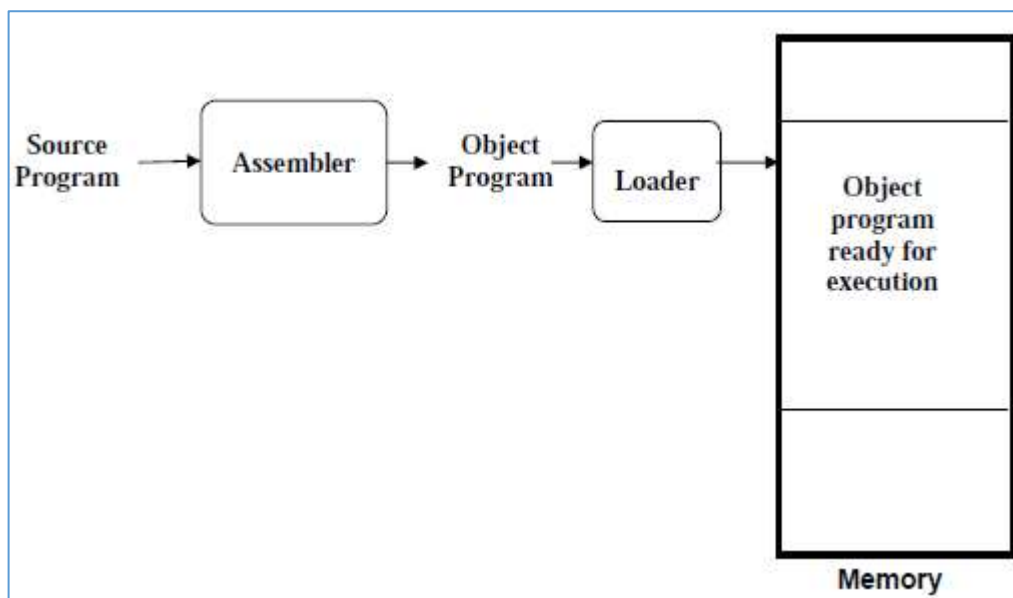 Source
Program
Assembler
Object
Program
Loader
Object
program
ready for
execution
Memory